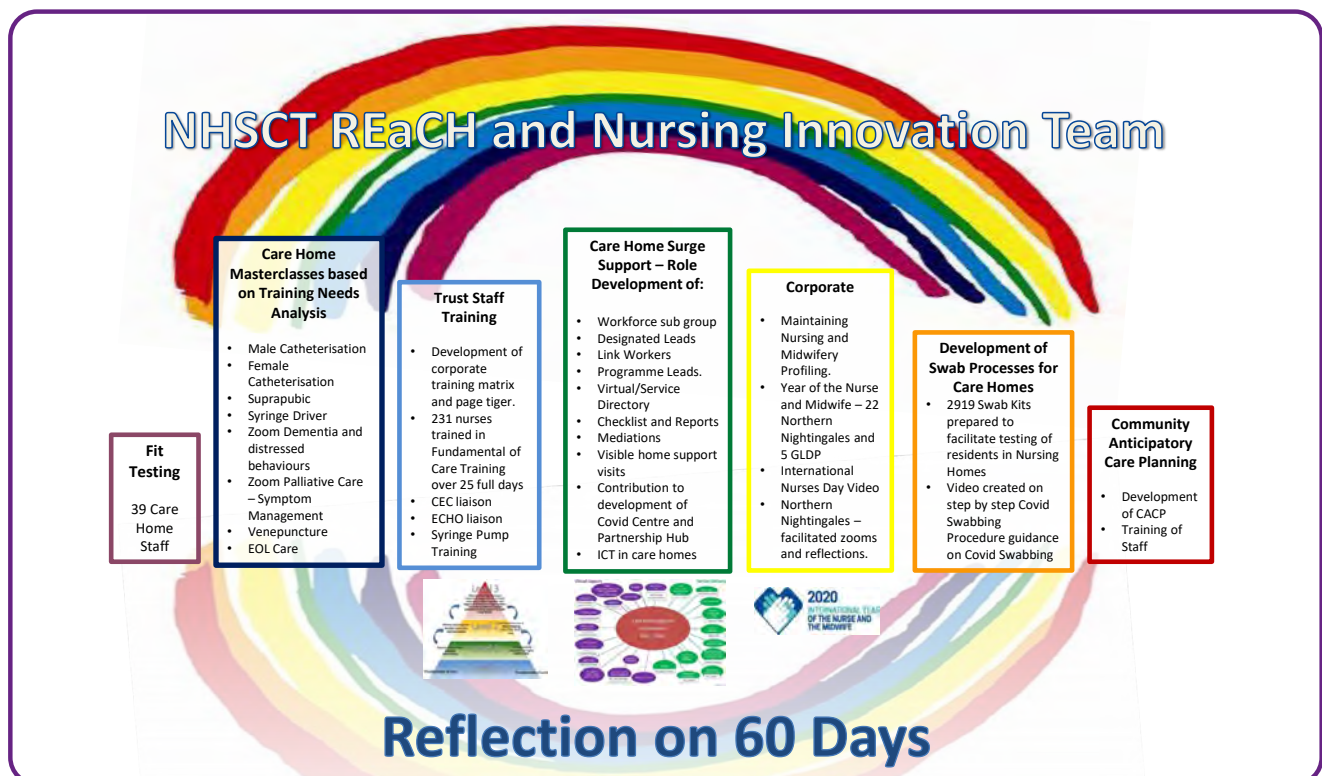 NHSCT REaCH and Nursing Innovation Team
Fit
Testing
39 Care
Home
Staff
Care Home
Masterclasses based
on Training Needs
Analysis
• Male Catheterisation
• Female
Catheterisation
• Suprapubic
• Syringe Driver
• Zoom Dementia and
distressed
behaviours
• Zoom Palliative Care
– Symptom
Management
• Venepuncture
• EOL Care
Trust Staff
Training
• Development of
corporate
training matrix
and page tiger.
• 231 nurses
trained in
Fundamental of
Care Training
over 25 full days
• CEC liaison
• ECHO liaison
• Syringe Pump
Training
Care Home Surge
Support – Role
Development of:
• Workforce sub group
• Designated Leads
• Link Workers
• Programme Leads.
• Virtual/Service
Directory
• Checklist and Reports
• Mediations
• Visible home support
visits
• Contribution to
development of
Covid Centre and
Partnership Hub
• ICT in care homes
Corporate
• Maintaining
Nursing and
Midwifery
Profiling.
• Year of the Nurse
and Midwife – 22
Northern
Nightingales and
5 GLDP
• International
Nurses Day Video
• Northern
Nightingales –
facilitated zooms
and reflections.
Development of
Swab Processes for
Care Homes
• 2919 Swab Kits
prepared to
facilitate testing of
residents in Nursing
Homes
• Video created on
step by step Covid
Swabbing
Procedure guidance
on Covid Swabbing
Community
Anticipatory
Care Planning
• Development
of CACP
• Training of
Staff
Level 3
2020
INTERNATIONAL YEAR
OF THE NURSE AND
THE MIDWIFE
Reflection on 60 Days